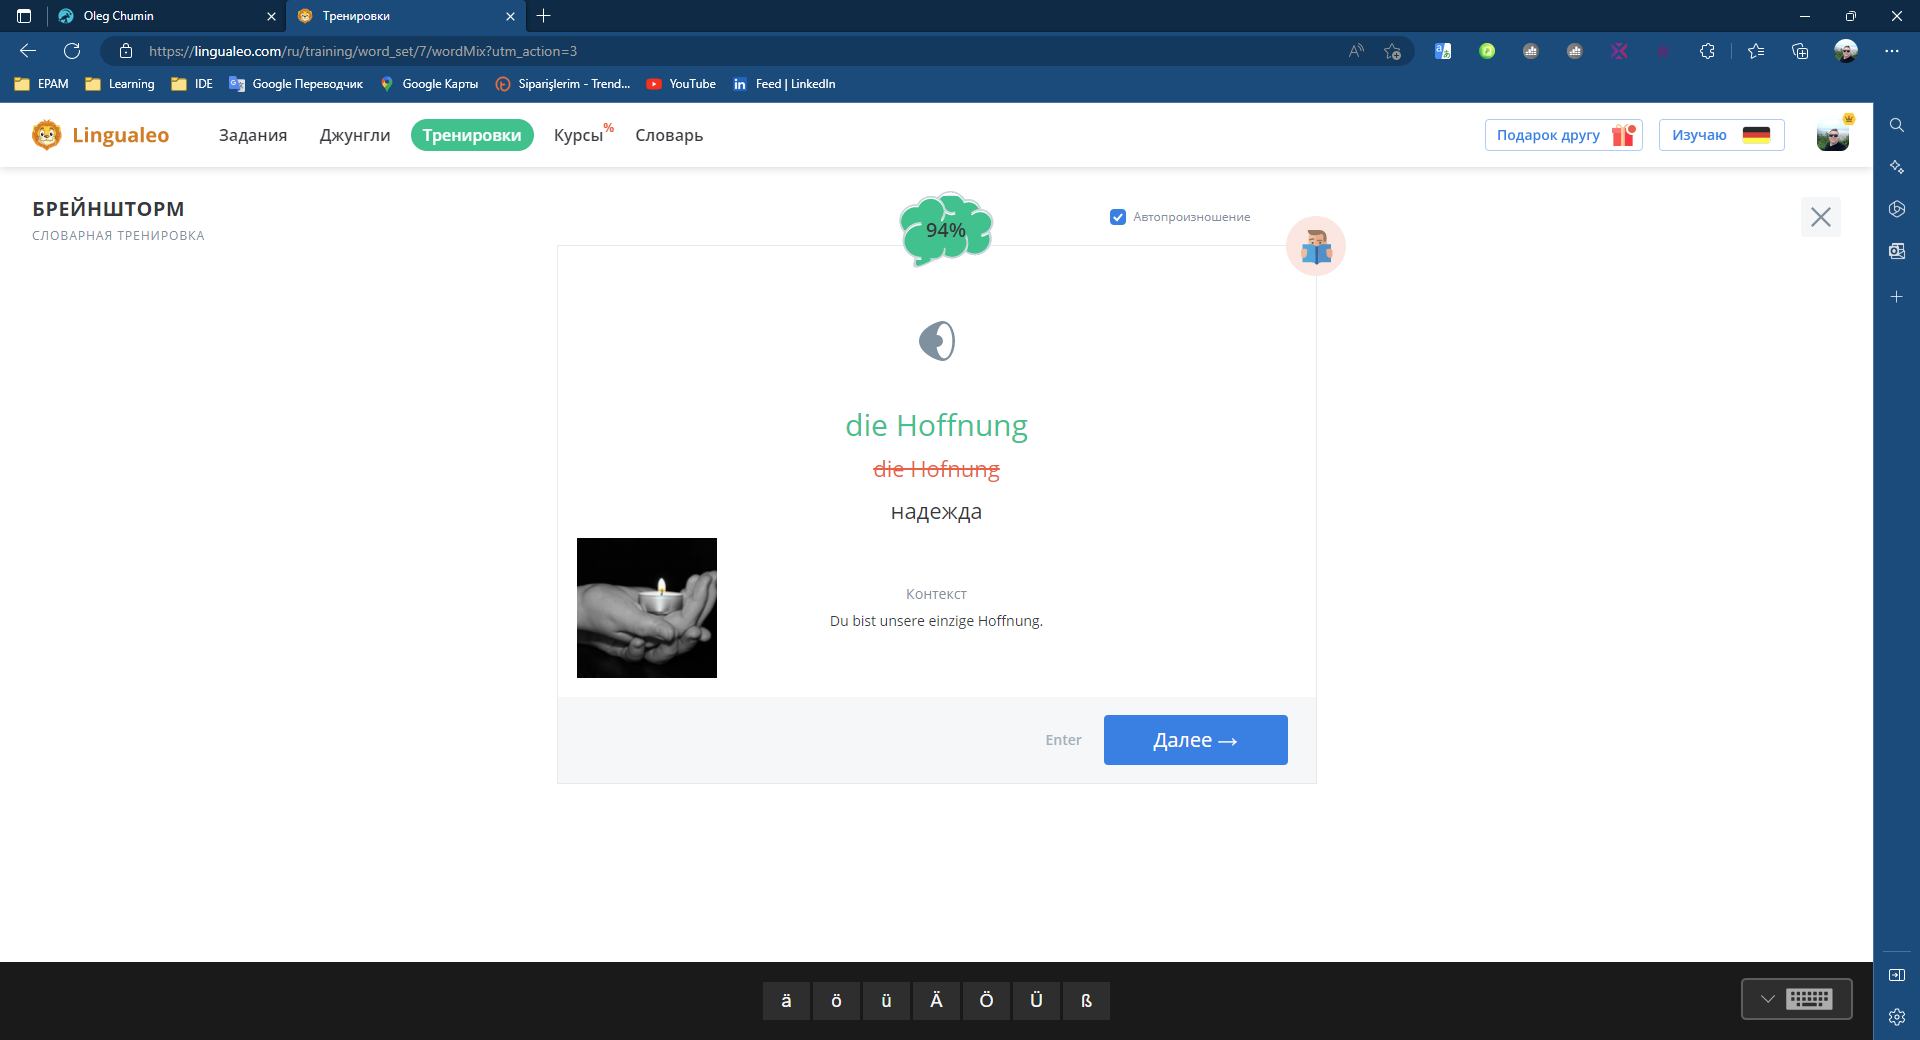 Oleg Chumin
Тренировки
https://lingualeo.com/ru/training/word_set/7/wordMix?utm_action=3
EPAM
Learning
IDE
Google Переводчик
Google Карты
Siparişlerim - Trend...
YouTube
Feed | LinkedIn
Lingualeo
Задания
Джунгли
Тренировки
Курсы%
Словарь
Подарок другу
Изучаю
БРЕЙНШТОРМ
СЛОВАРНАЯ ТРЕНИРОВКА
94%
Автопроизношение
die Hoffnung
die Hofnung
надежда
Контекст
Du bist unsere einzige Hoffnung.
Enter
Далее →
ä ö ü Ä Ö Ü ß